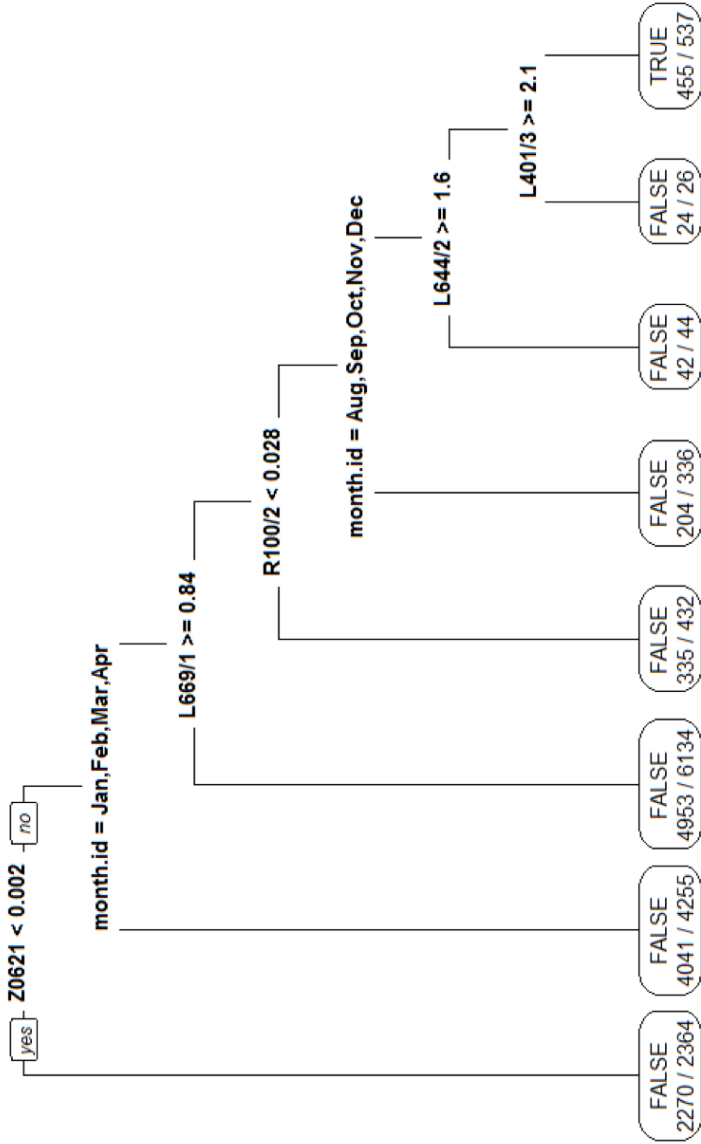 Z0621 < 0.002
yes
no
month.id = Jan,Feb,Mar,Apr
L669/1 >= 0.84
R100/2 < 0.028
month.id = Aug,Sep,Oct,Nov,Dec
L644/2 >= 1.6
L401/3 >= 2.1
FALSE
2270 / 2364
FALSE
4041 / 4255
FALSE
4953 / 6134
FALSE
335 / 432
FALSE
204 / 336
FALSE
42 / 44
FALSE
24 / 26
TRUE
455 / 537